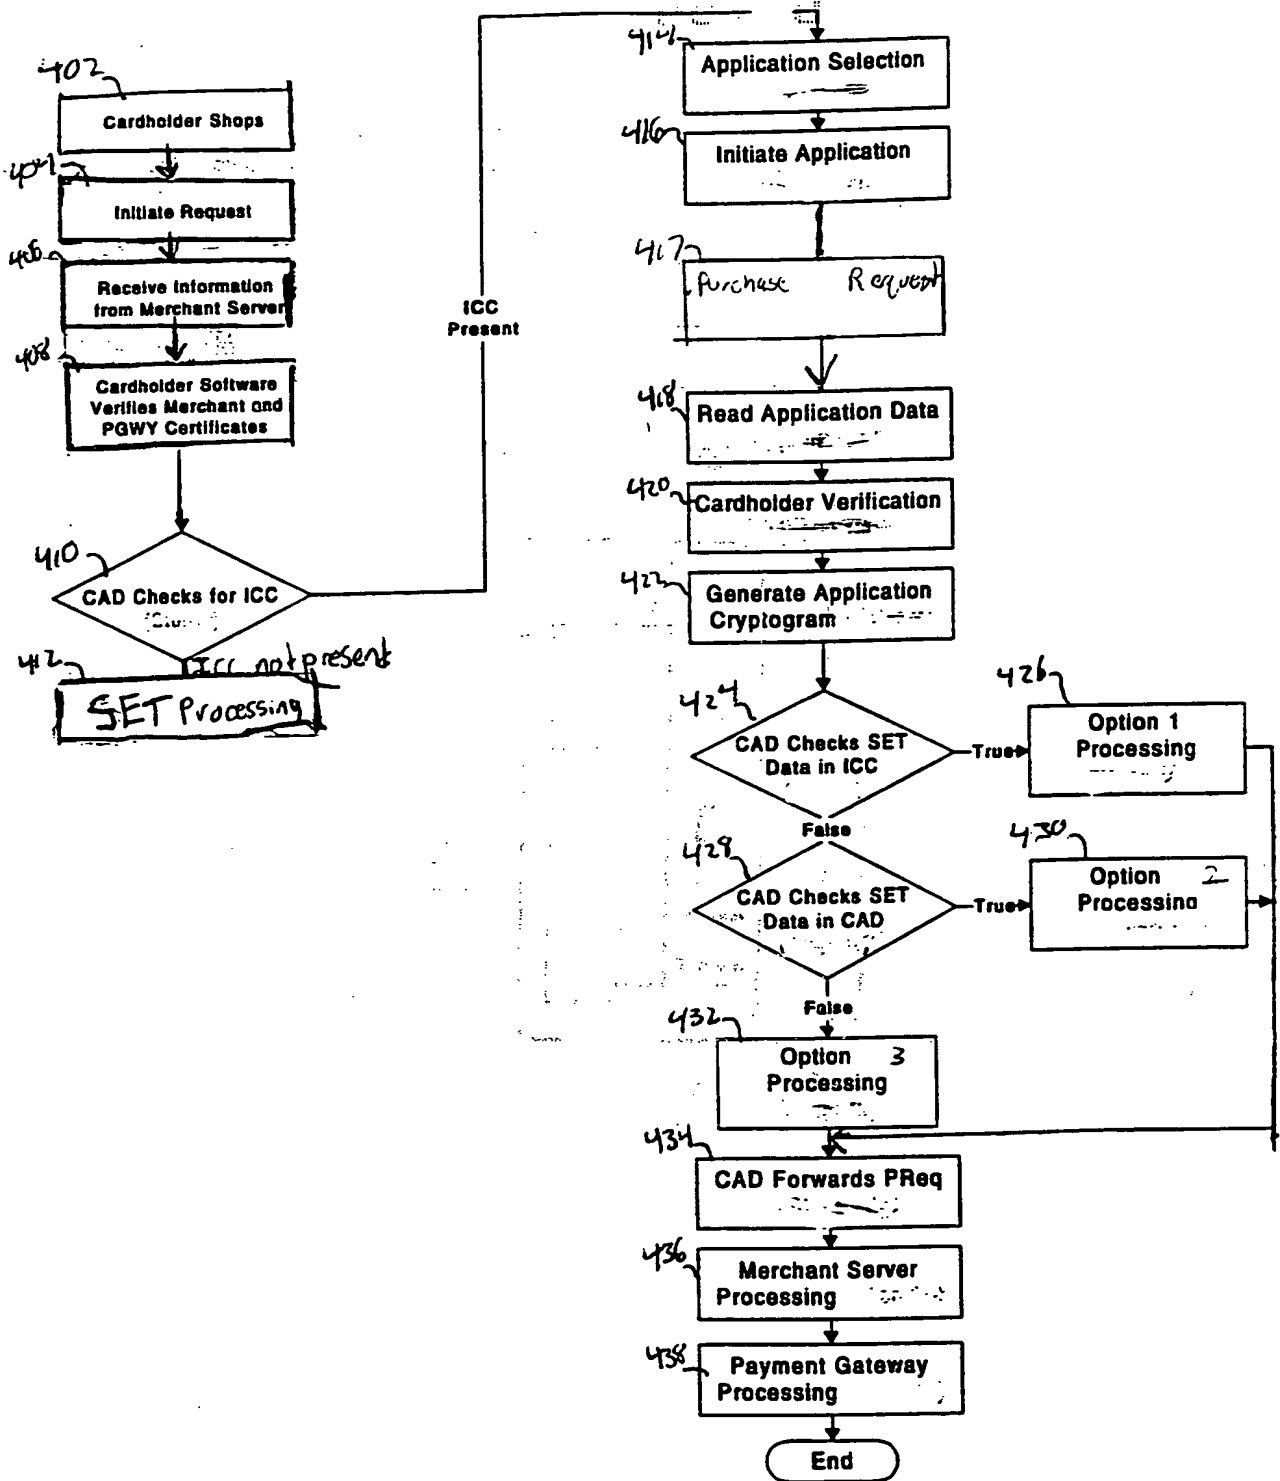 402
Cardholder Shops
404
Initiate Request
406
Receive Information
from Merchant Server
408
Cardholder Software
Verifies Merchant and
PGWY Certificates
410
CAD Checks for ICC
ICC not present
412
SET Processing
ICC
Present
414
Application Selection
416
Initiate Application
417
Purchase Request
418
Read Application Data
420
Cardholder Verification
422
Generate Application
Cryptogram
424
CAD Checks SET
Data in ICC
True
426
Option 1
Processing
False
428
CAD Checks SET
Data in CAD
True
430
Option 2
Processing
False
432
Option 3
Processing
434
CAD Forwards PReq
436
Merchant Server
Processing
438
Payment Gateway
Processing
End